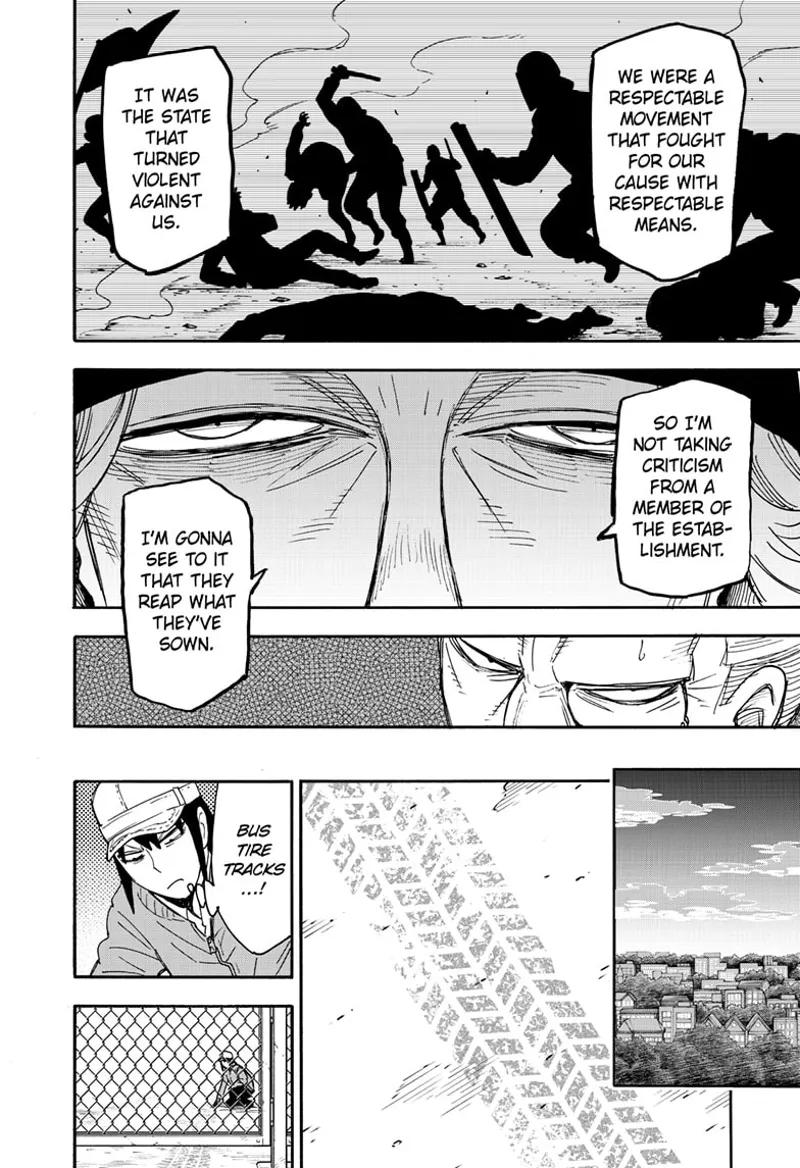 WE WERE A
RESPECTABLE
MOVEMENT
THAT FOUGHT
FOR OUR
CAUSE WITH
RESPECTABLE
MEANS.
IT WAS
THE STATE
THAT
TURNED
VIOLENT
AGAINST
US.
SO I'M
NOT TAKING
CRITICISM
FROM A
MEMBER OF
THE ESTAB-
LISHMENT.
I'M GONNA
SEE TO IT
THAT THEY
REAP WHAT
THEY'VE
SOWN.
BUS
TIRE
TRACKS
...!